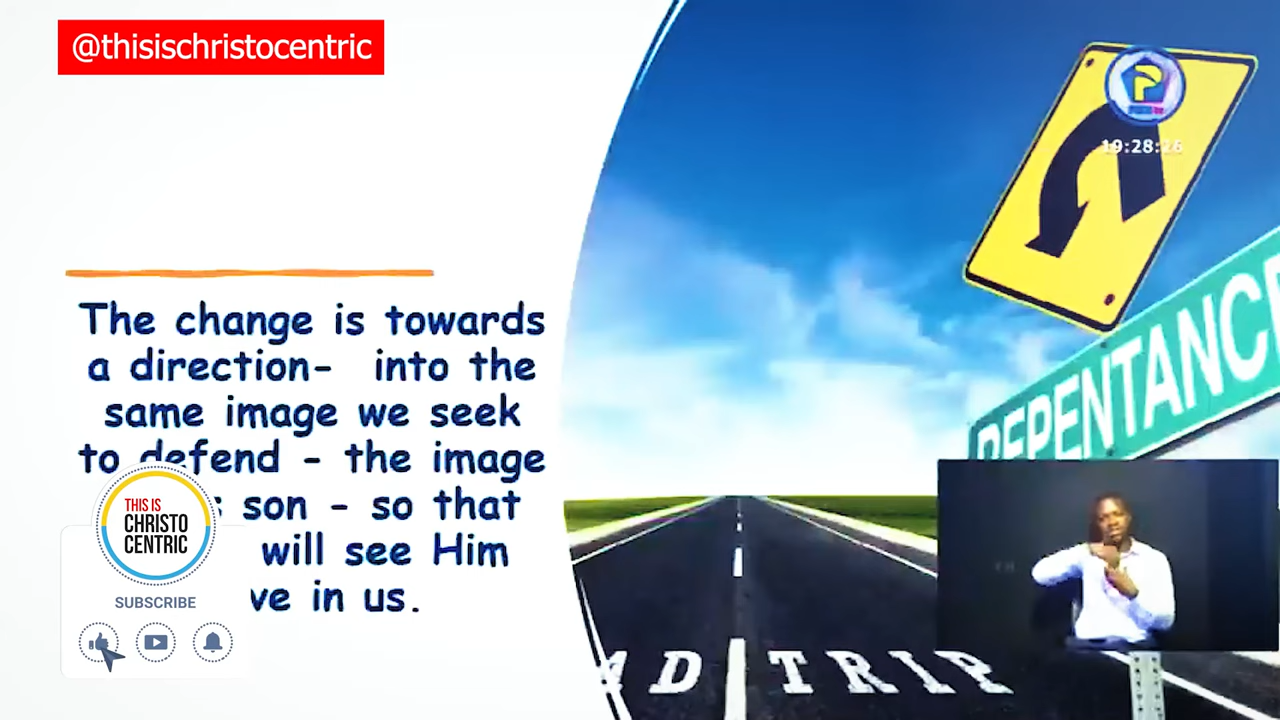 @thisischristocentric
19:28:26
The change is towards
a direction- into the
same image we seek
to defend - the image
son - so that
will see Him
in us.
REPENTANC
THIS IS
CHRISTO
CENTRIC
SUBSCRIBE
TRIP